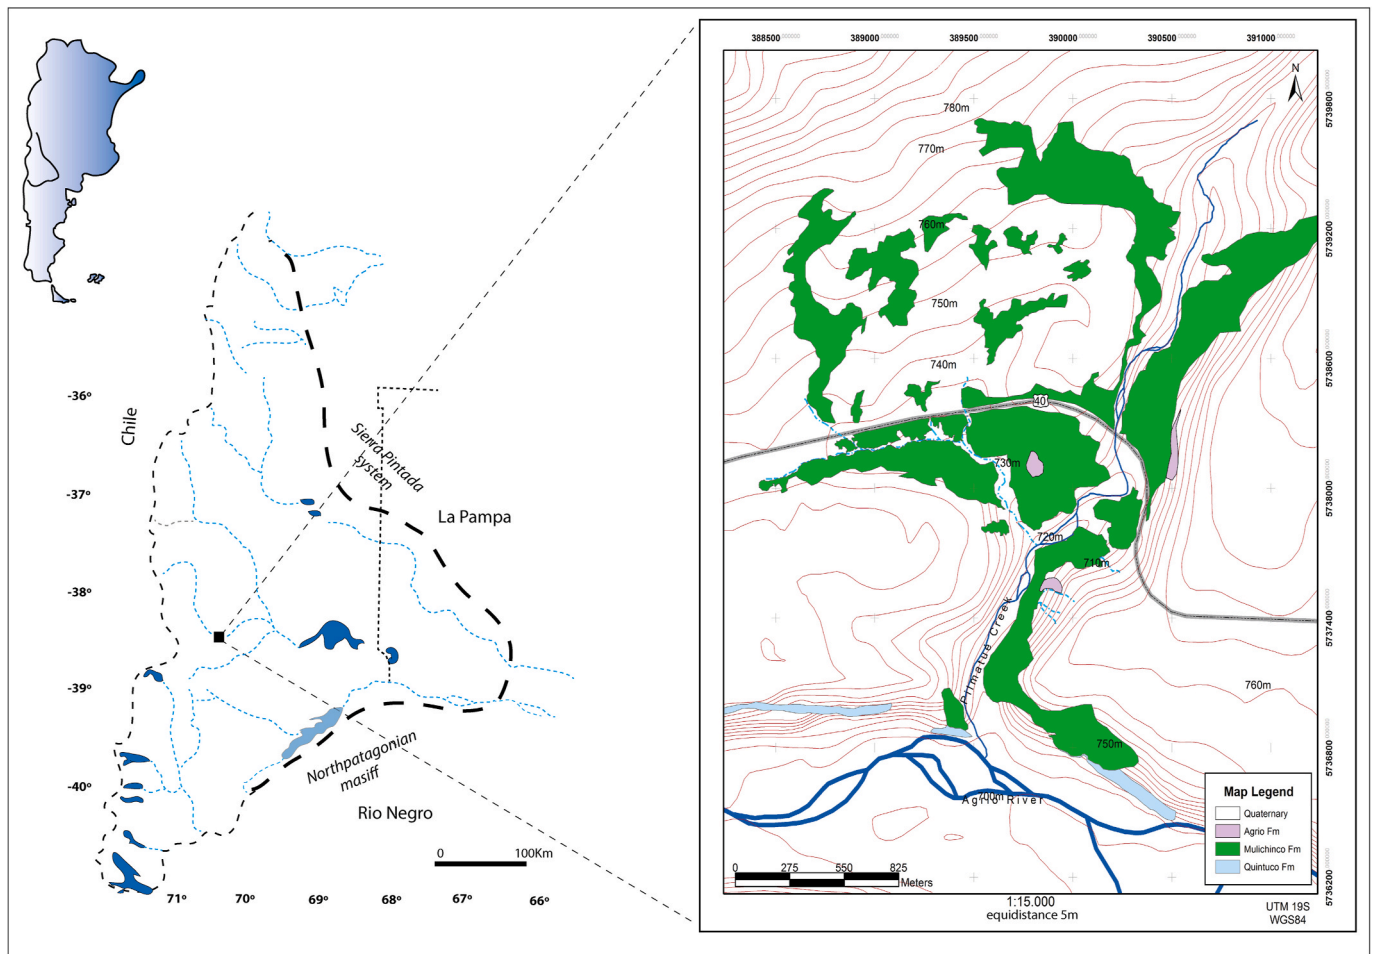 -36º
-37º
-38º
-39º
-40º
71º
70º
69º
68º
67º
66º
Chile
Sierra Pintada
system
La Pampa
Northpatagonian
masiff
Rio Negro
0 100Km
388500 389000 389500 390000 390500 391000
5739800
5739200
5738600
5738000
5737400
5736800
5736200
N
780m
770m
760m
750m
740m
40
730m
720m
710m
Pilmatue Creek
760m
750m
700m
Agrio River
Map Legend
Quaternary
Agrio Fm
Mulichinco Fm
Quintuco Fm
0 275 550 825
Meters
1:15.000
equidistance 5m
UTM 19S
WGS84